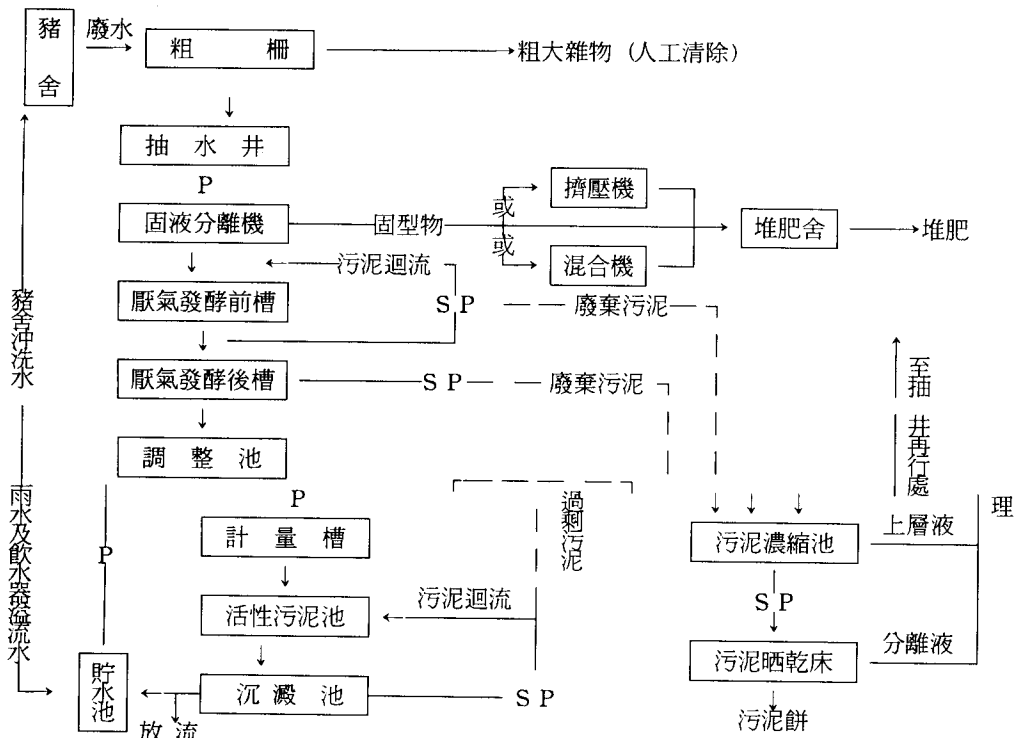 豬舍
廢水
粗 柵
粗大雜物 (人工清除)
抽 水 井
P
固液分離機
固型物
或
或
擠壓機
混合機
堆肥舍
堆肥
污泥迴流
厭氣發酵前槽
S P
廢棄污泥
厭氣發酵後槽
S P
廢棄污泥
調 整 池
P
P
計 量 槽
過剩污泥
活性污泥池
污泥迴流
沉 澱 池
S P
貯水池
放 流
豬舍沖洗水
雨水及飲水器溢流水
至抽 井再行處
理
污泥濃縮池
上層液
S P
污泥晒乾床
分離液
污泥餅